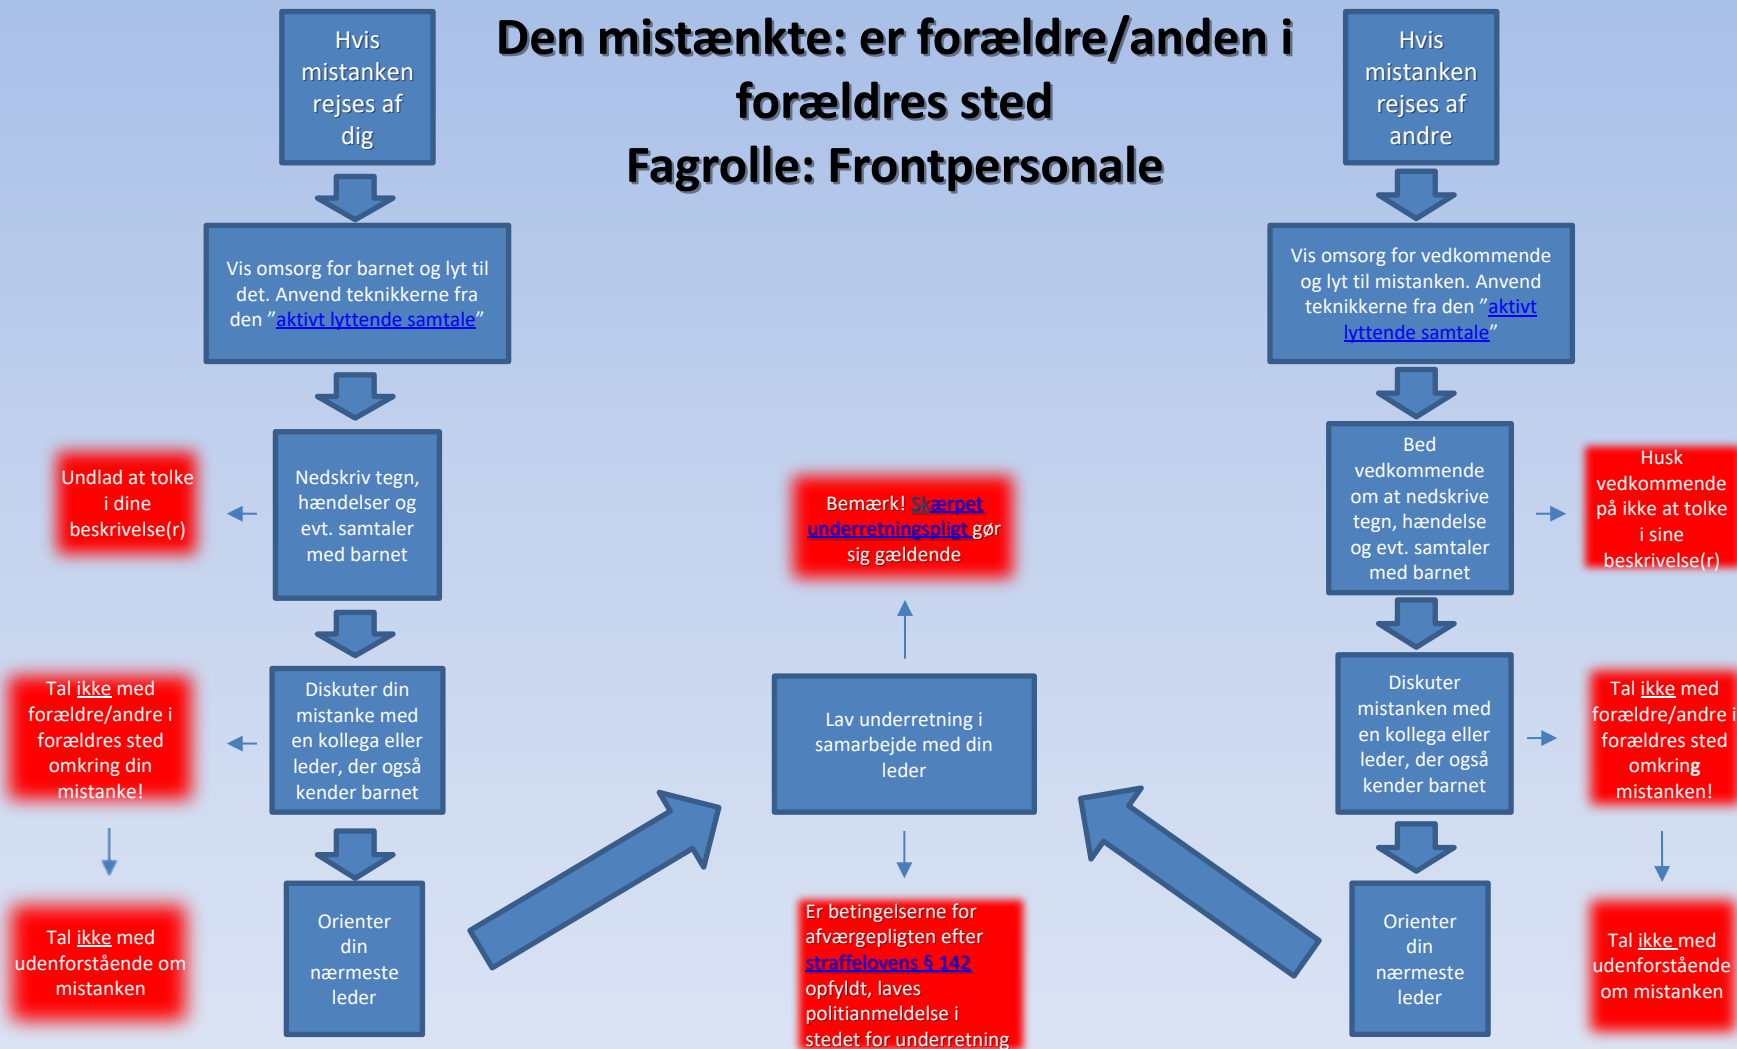 Den mistænkte: er forældre/anden i
forældres sted
Fagrolle: Frontpersonale
Hvis
mistanken
rejses af
dig
Vis omsorg for barnet og lyt til
det. Anvend teknikkerne fra
den ”aktivt lyttende samtale”
Nedskriv tegn,
hændelser og
evt. samtaler
med barnet
Undlad at tolke
i dine
beskrivelse(r)
Diskuter din
mistanke med
en kollega eller
leder, der også
kender barnet
Tal ikke med
forældre/andre i
forældres sted
omkring din
mistanke!
Tal ikke med
udenforstående om
mistanken
Orienter
din
nærmeste
leder
Bemærk! Skærpet
underretningspligt gør
sig gældende
Lav underretning i
samarbejde med din
leder
Er betingelserne for
afværgepligten efter
straffelovens § 142
opfyldt, laves
politianmeldelse i
stedet for underretning
Hvis
mistanken
rejses af
andre
Vis omsorg for vedkommende
og lyt til mistanken. Anvend
teknikkerne fra den ”aktivt
lyttende samtale”
Bed
vedkommende
om at nedskrive
tegn, hændelse
og evt. samtaler
med barnet
Husk
vedkommende
på ikke at tolke
i sine
beskrivelse(r)
Diskuter
mistanken med
en kollega eller
leder, der også
kender barnet
Tal ikke med
forældre/andre i
forældres sted
omkring
mistanken!
Orienter
din
nærmeste
leder
Tal ikke med
udenforstående
om mistanken